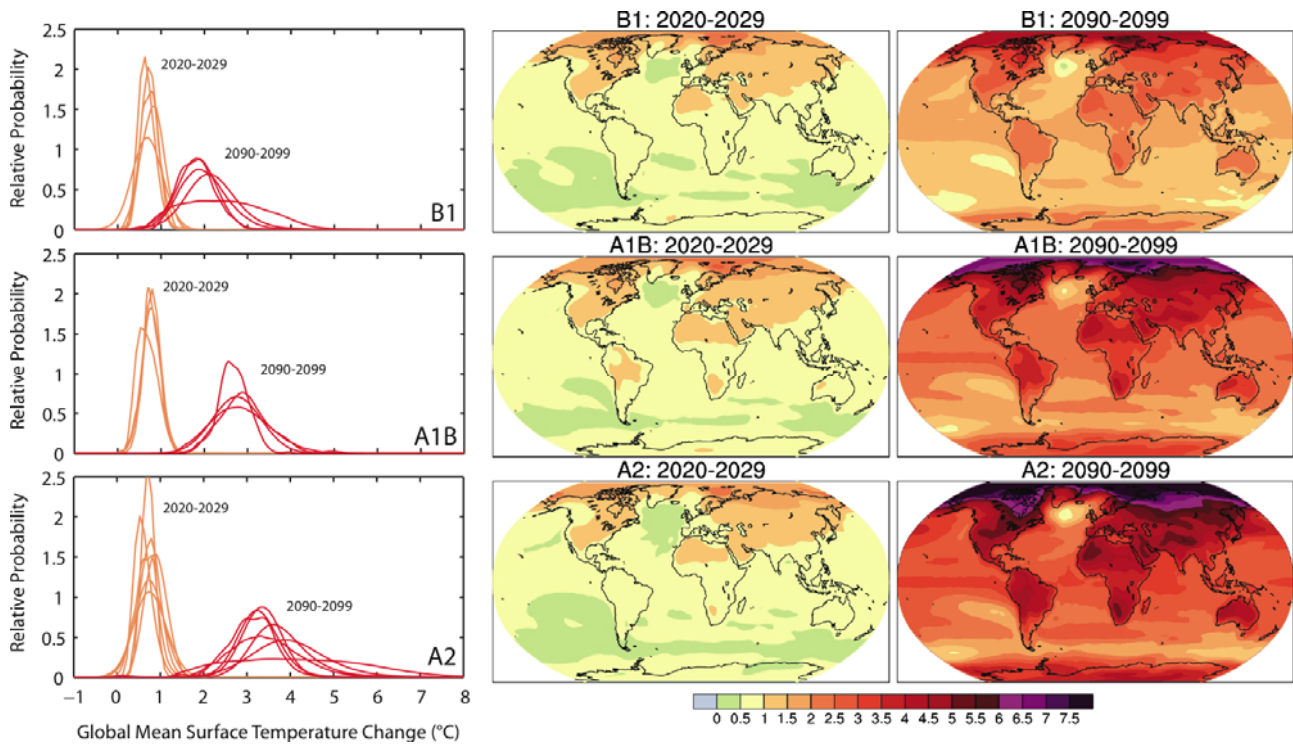 B1: 2020-2029
B1: 2090-2099
2.5
2
1.5
1
0.5
0
Relative Probability
2020-2029
2090-2099
B1
A1B: 2020-2029
A1B: 2090-2099
2.5
2
1.5
1
0.5
0
Relative Probability
2020-2029
2090-2099
A1B
A2: 2020-2029
A2: 2090-2099
2.5
2
1.5
1
0.5
0
Relative Probability
2020-2029
2090-2099
A2
−1 0 1 2 3 4 5 6 7 8
Global Mean Surface Temperature Change (°C)
0 0.5 1 1.5 2 2.5 3 3.5 4 4.5 5 5.5 6 6.5 7 7.5